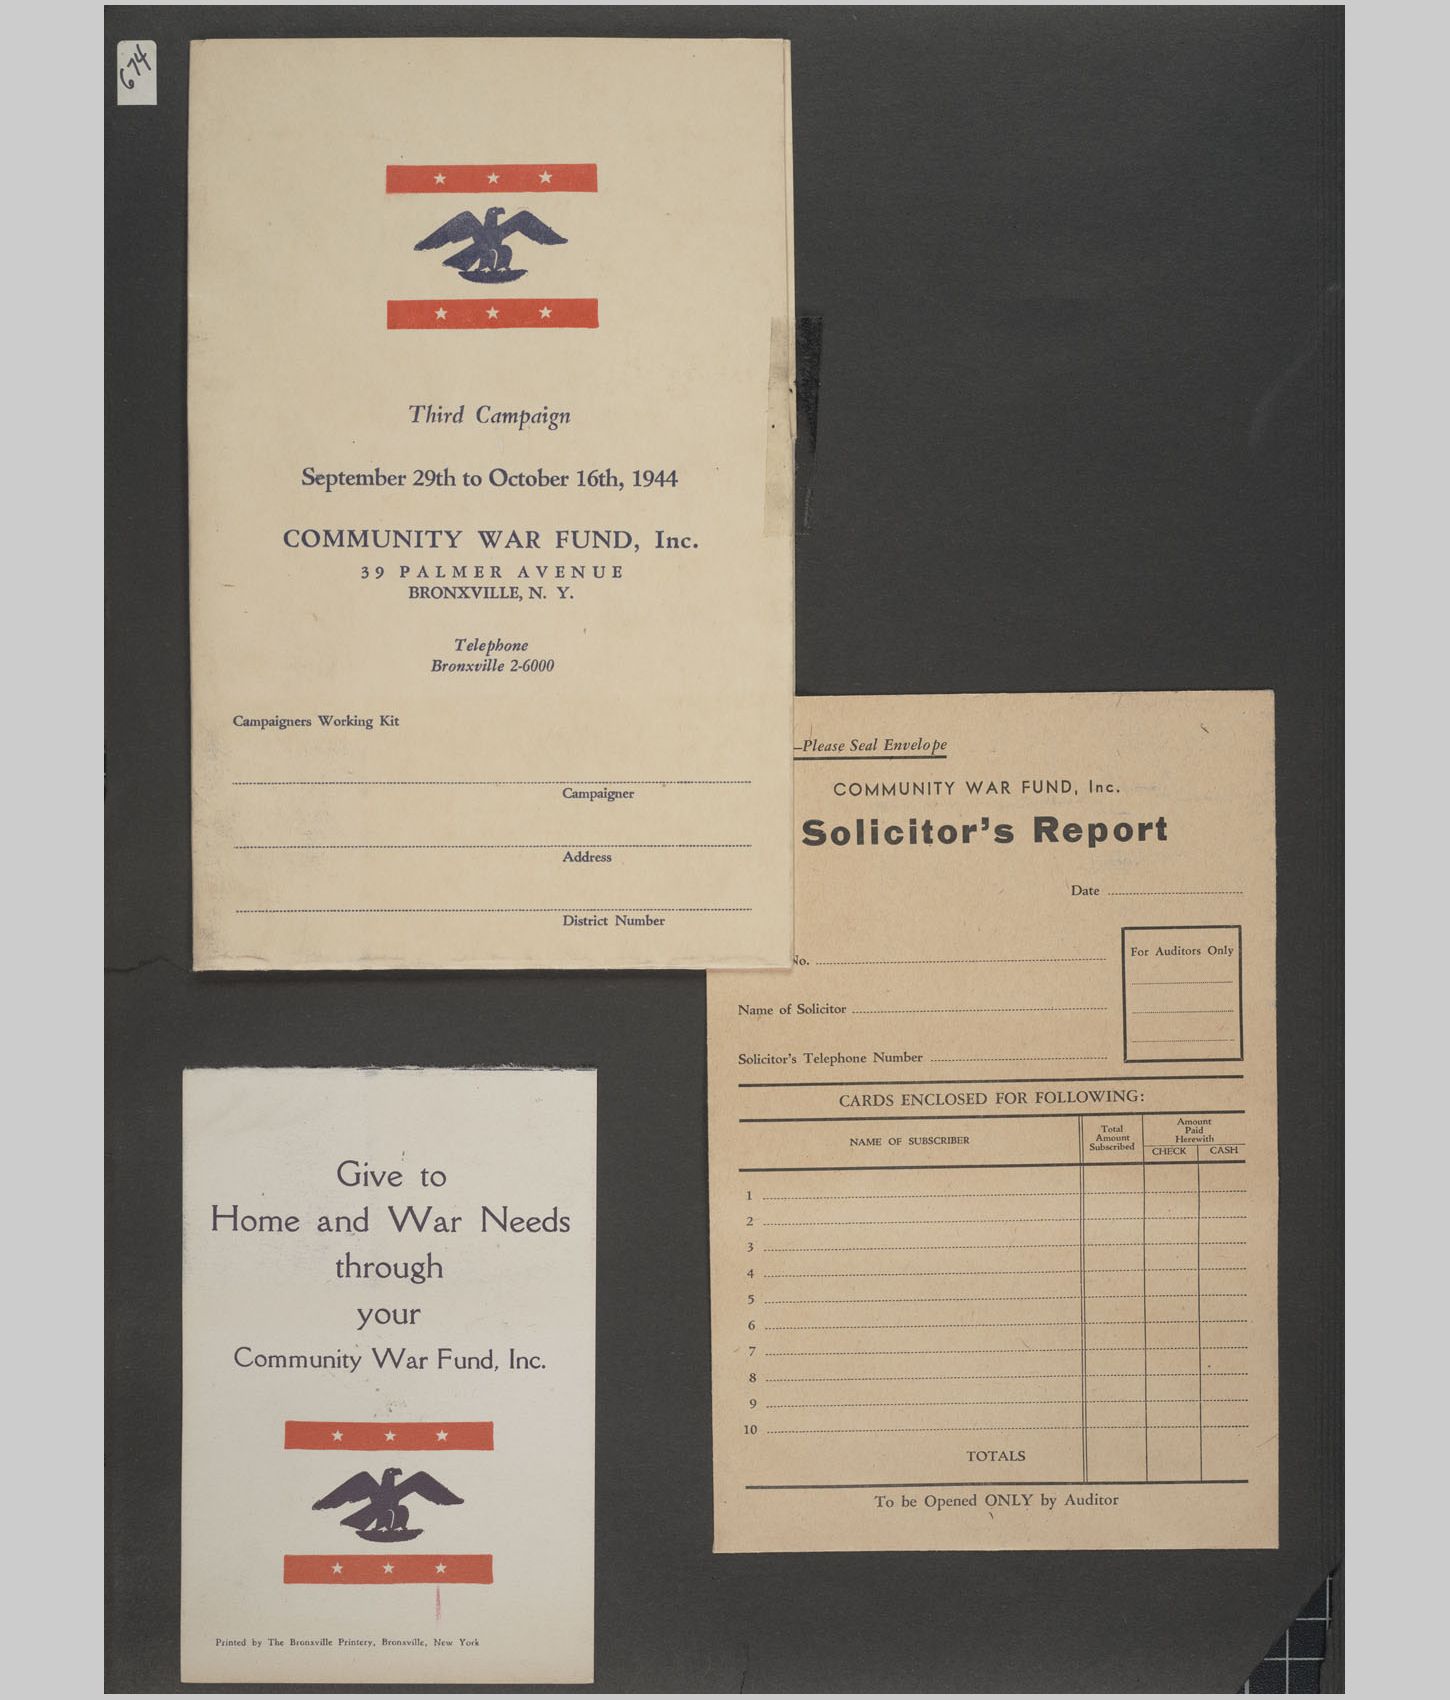 674
Third Campaign
September 29th to October 16th, 1944
COMMUNITY WAR FUND, Inc.
39 PALMER AVENUE
BRONXVILLE, N. Y.
Telephone
Bronxville 2-6000
Campaigners Working Kit
Campaigner
Address
District Number
—Please Seal Envelope
COMMUNITY WAR FUND, Inc.
Solicitor's Report
Date
No.
For Auditors Only
Name of Solicitor
Solicitor's Telephone Number
CARDS ENCLOSED FOR FOLLOWING:
NAME OF SUBSCRIBER
Total
Amount
Subscribed
Amount
Paid
Herewith
CHECK CASH
1
2
3
4
5
6
7
8
9
10
TOTALS
To be Opened ONLY by Auditor
Give to
Home and War Needs
through
your
Community War Fund, Inc.
Printed by The Bronxville Printery, Bronxville, New York